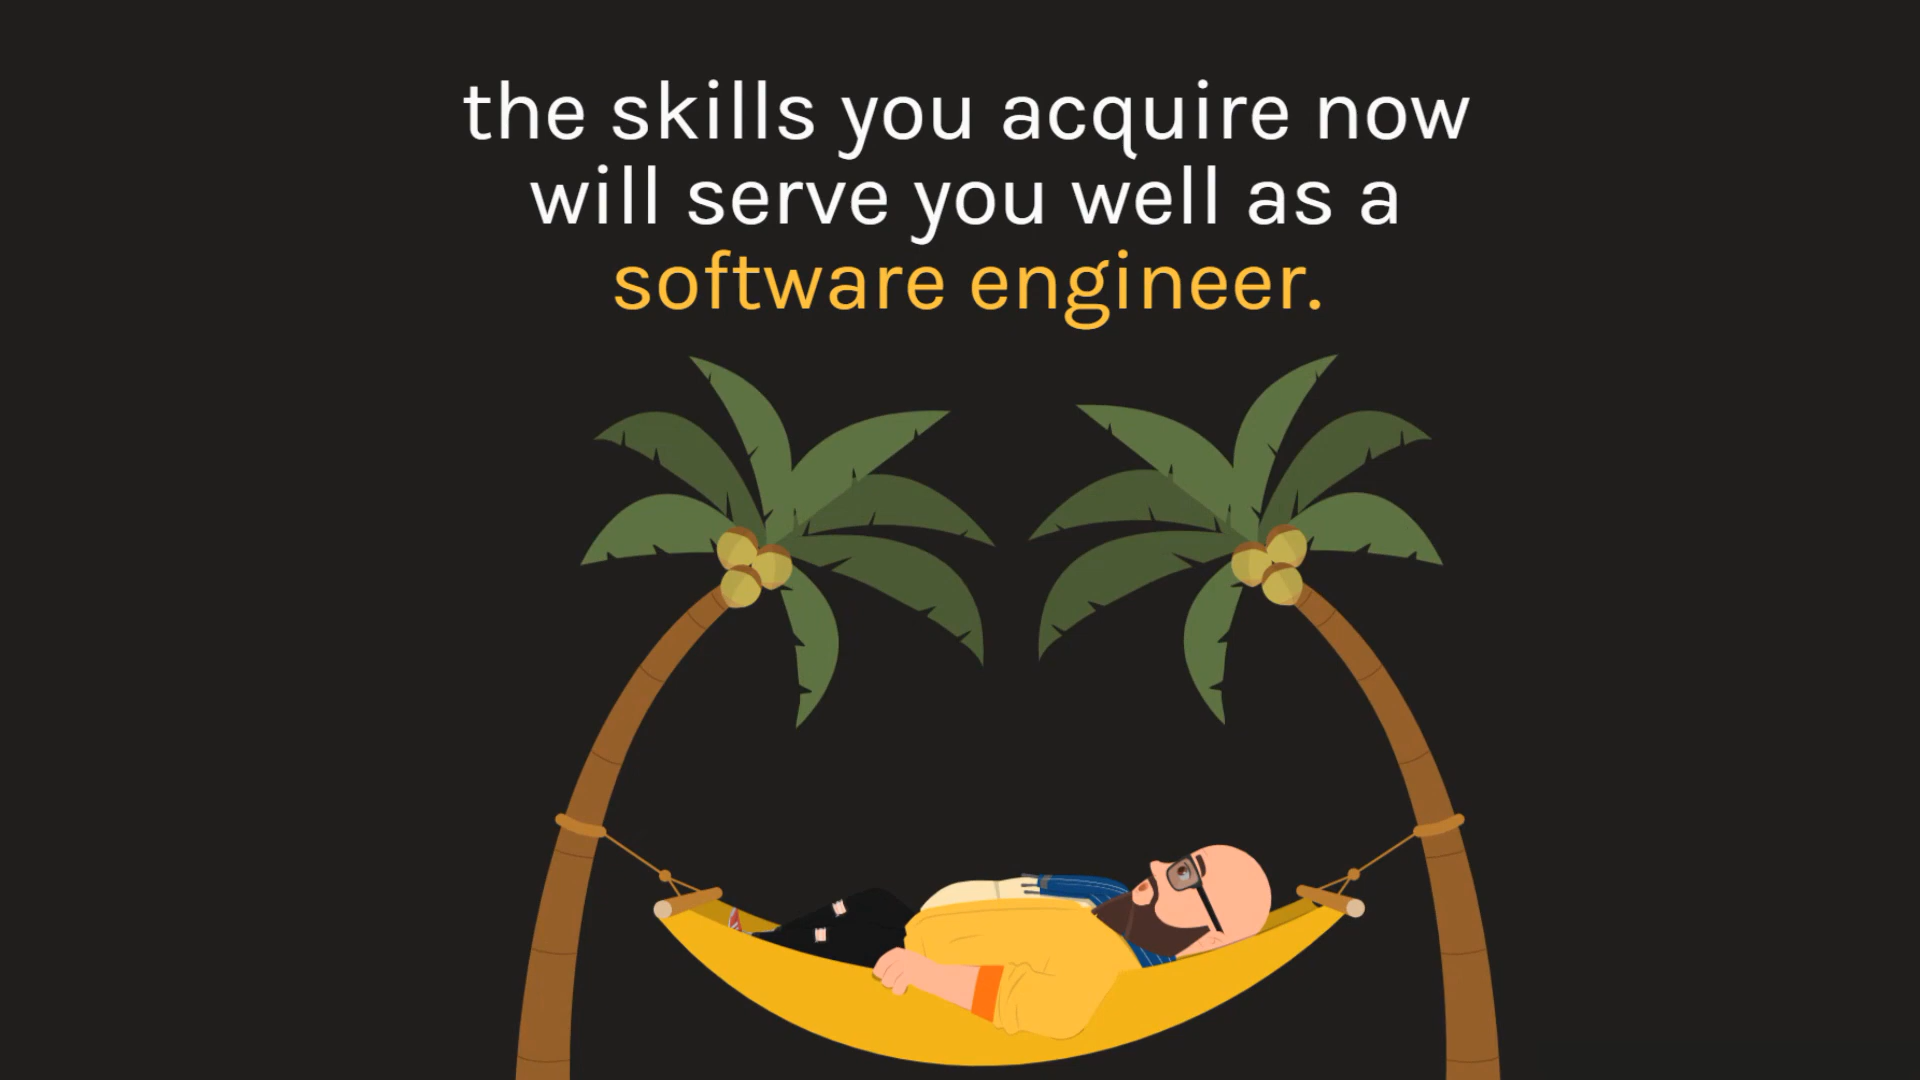 the skills you acquire now
will serve you well as a
software engineer.